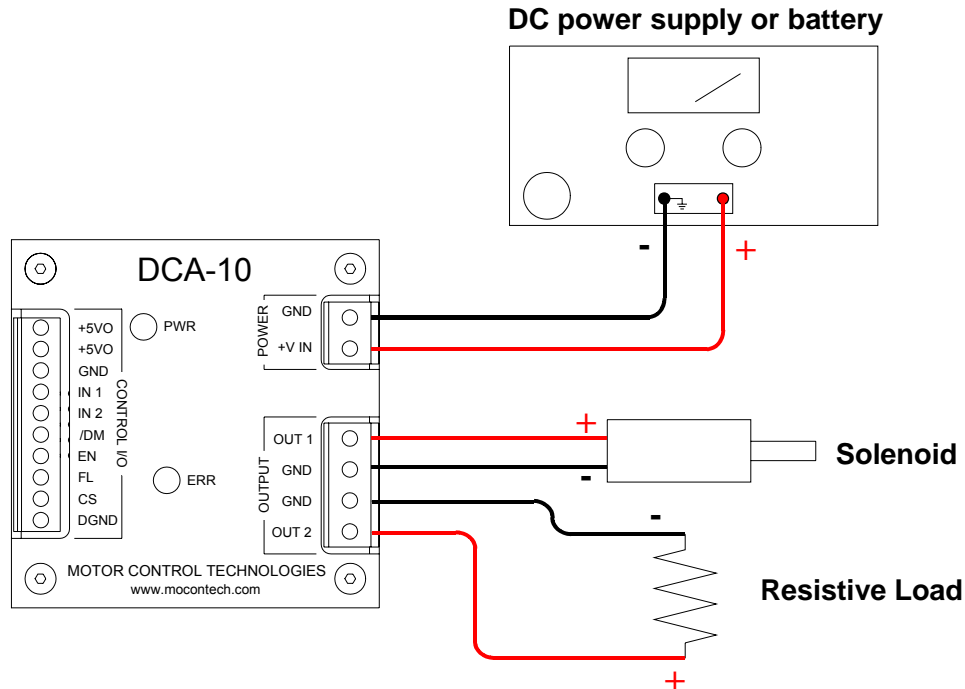 DC power supply or battery
-
+
DCA-10
PWR
ERR
+5VO
+5VO
GND
IN 1
IN 2
/DM
EN
FL
CS
DGND
CONTROL I/O
POWER
GND
+V IN
OUTPUT
OUT 1
GND
GND
OUT 2
MOTOR CONTROL TECHNOLOGIES
www.mocontech.com
+
-
Solenoid
-
Resistive Load
+